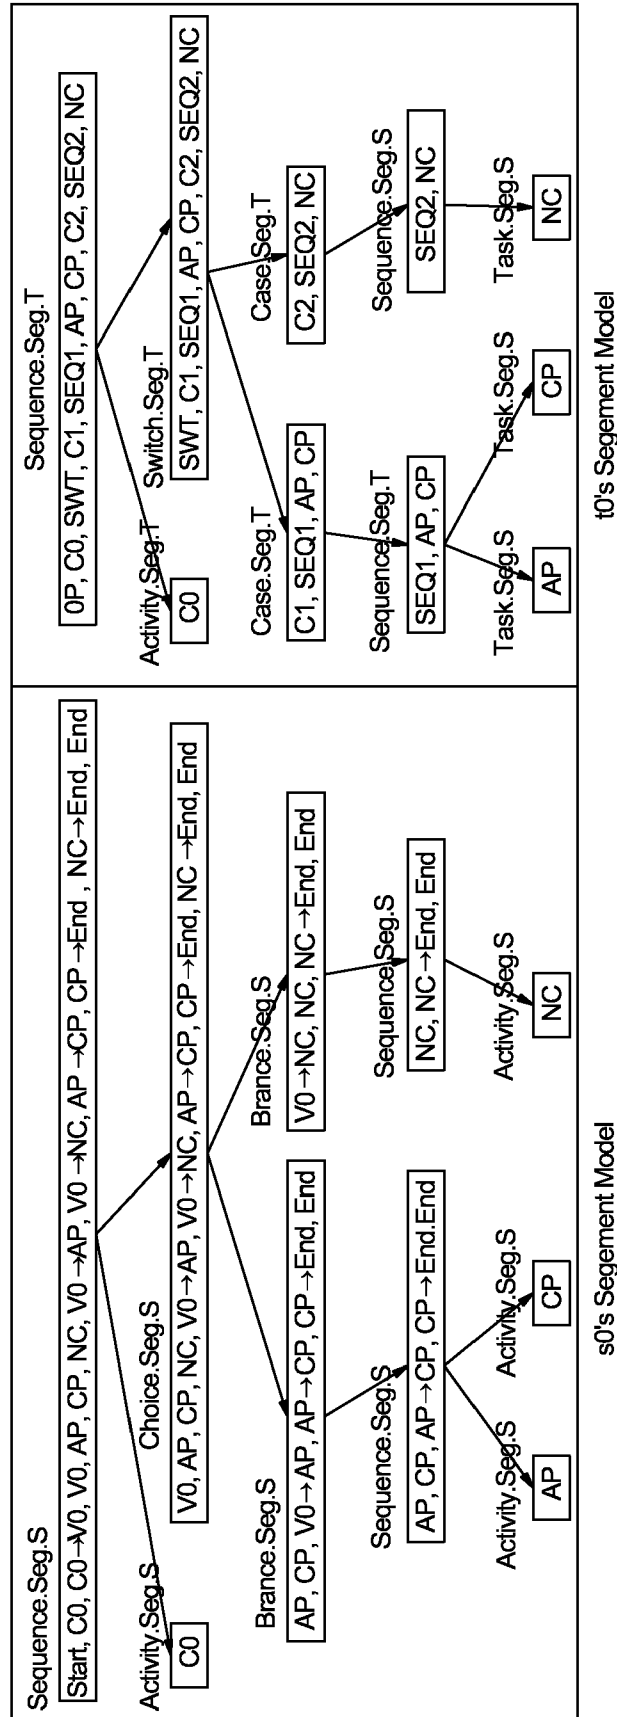 Sequence.Seg.S
Start, C0, C0→V0, V0, AP, CP, NC, V0→AP, V0→NC, AP→CP, CP→End , NC→End, End
Activity.Seg.S
C0
Choice.Seg.S
V0, AP, CP, NC, V0→AP, V0→NC, AP→CP, CP→End, NC→End, End
Brance.Seg.S
AP, CP, V0→AP, AP→CP, CP→End, End
Brance.Seg.S
V0→NC, NC, NC→End, End
Sequence.Seg.S
AP, CP, AP→CP, CP→End.End
Sequence.Seg.S
NC, NC→End, End
Activity.Seg.S
AP
Activity.Seg.S
CP
Activity.Seg.S
NC
s0's Segement Model
Sequence.Seg.T
0P, C0, SWT, C1, SEQ1, AP, CP, C2, SEQ2, NC
Activity.Seg.T
C0
Switch.Seg.T
SWT, C1, SEQ1, AP, CP, C2, SEQ2, NC
Case.Seg.T
C1, SEQ1, AP, CP
Case.Seg.T
C2, SEQ2, NC
Sequence.Seg.T
SEQ1, AP, CP
Sequence.Seg.S
SEQ2, NC
Task.Seg.S
AP
Task.Seg.S
CP
Task.Seg.S
NC
t0's Segement Model